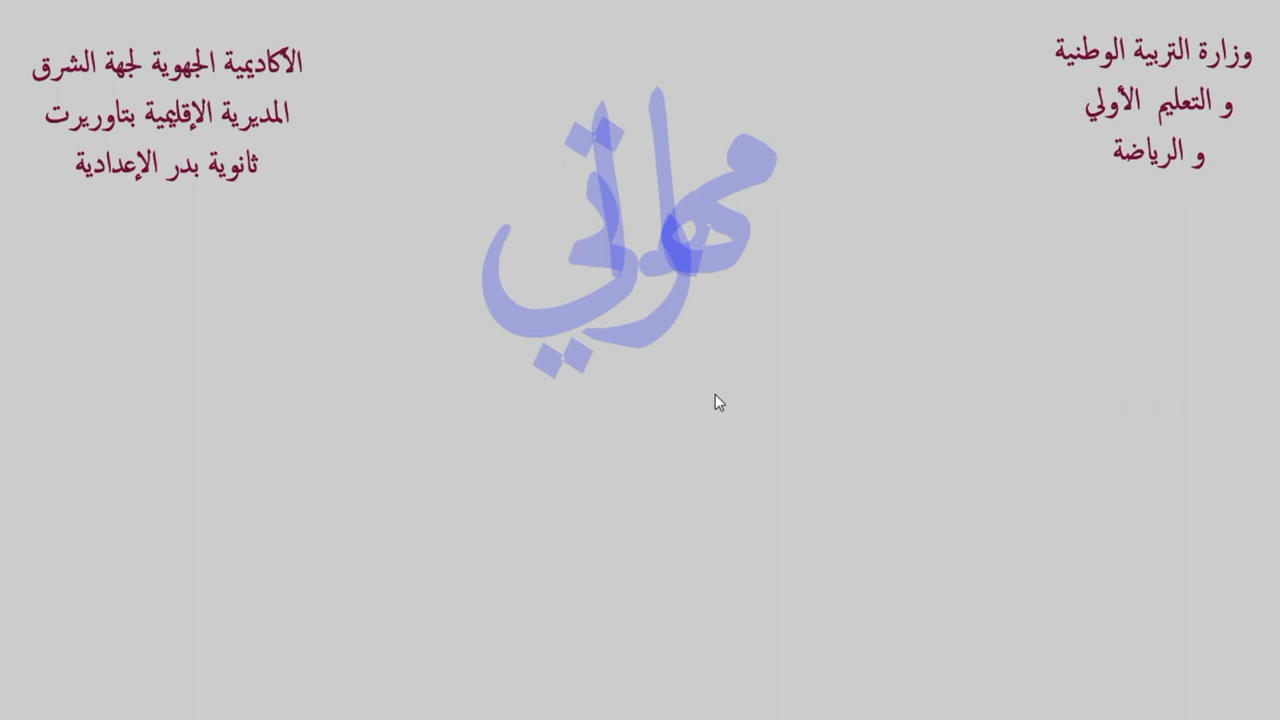 وزارة التربية الوطنية
و التعليم الأولي
و الرياضة
الأكاديمية الجهوية لجهة الشرق
المديرية الإقليمية بتاوريرت
ثانوية بدر الإعدادية
مهاراتي